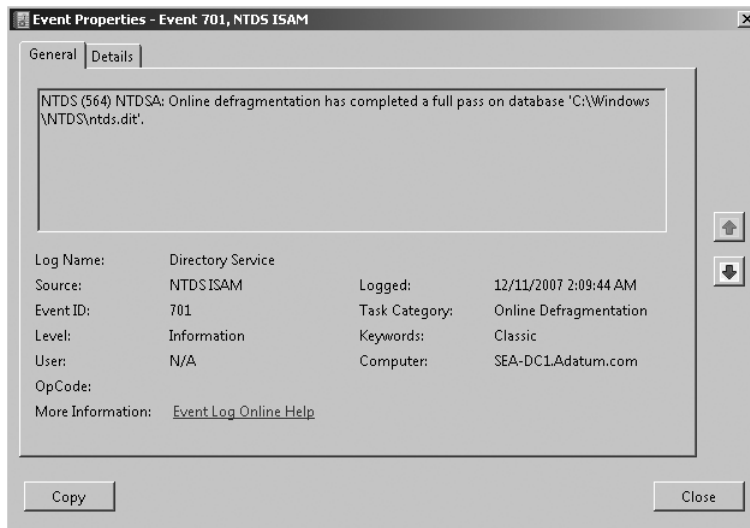 Event Properties - Event 701, NTDS ISAM
General
Details
NTDS (564) NTDSA: Online defragmentation has completed a full pass on database 'C:\Windows
\NTDS\ntds.dit'.
Log Name: Directory Service
Source: NTDS ISAM Logged: 12/11/2007 2:09:44 AM
Event ID: 701 Task Category: Online Defragmentation
Level: Information Keywords: Classic
User: N/A Computer: SEA-DC1.Adatum.com
OpCode:
More Information: Event Log Online Help
Copy
Close